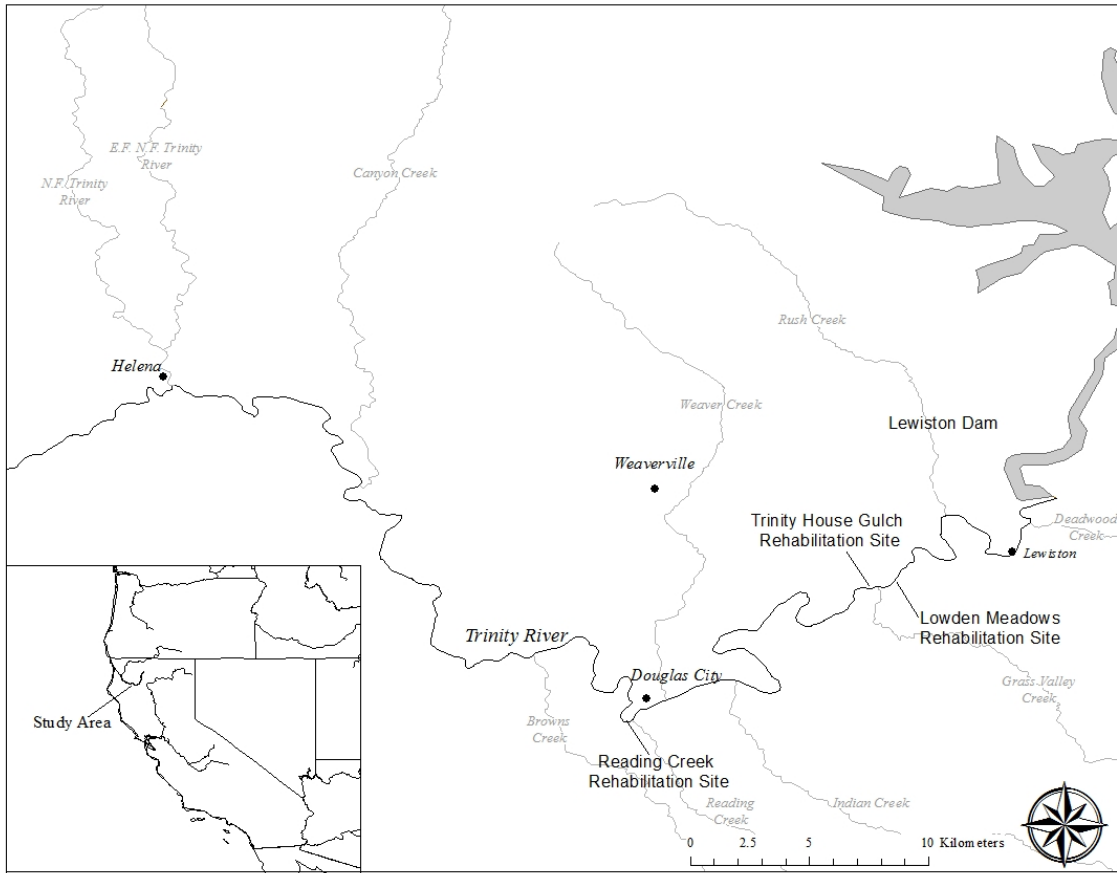 E.F. N.F. Trinity
River
N.F. Trinity
River
Canyon Creek
Rush Creek
Helena
Weaver Creek
Lewiston Dam
Weaverville
Trinity House Gulch
Rehabilitation Site
Deadwood
Creek
Lewiston
Lowden Meadows
Rehabilitation Site
Trinity River
Douglas City
Grass Valley
Creek
Study Area
Browns
Creek
Reading Creek
Rehabilitation Site
Reading
Creek
Indian Creek
0 2.5 5 10 Kilometers